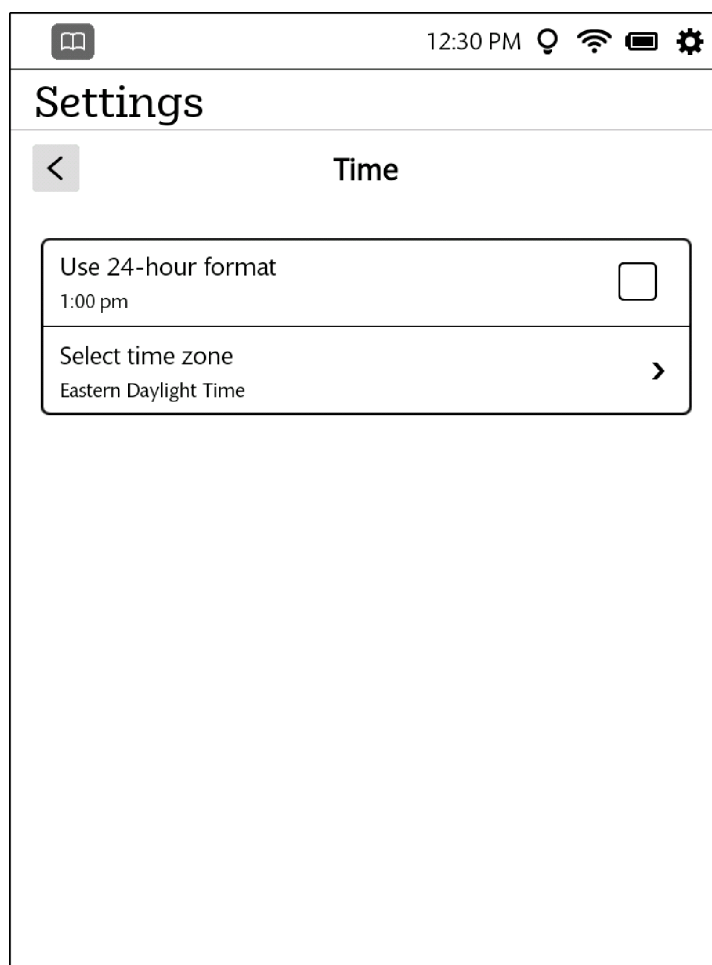 12:30 PM
Settings
Time
Use 24-hour format
1:00 pm
Select time zone
Eastern Daylight Time